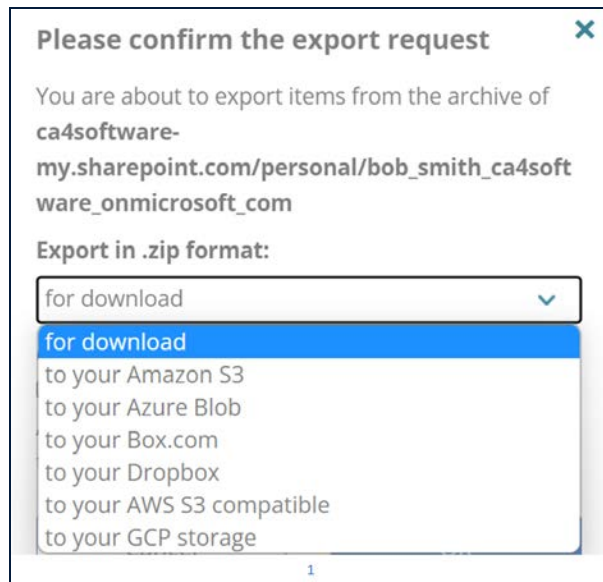 Please confirm the export request
You are about to export items from the archive of
ca4software-
my.sharepoint.com/personal/bob_smith_ca4soft
ware_onmicrosoft_com
Export in .zip format:
for download
for download
to your Amazon S3
to your Azure Blob
to your Box.com
to your Dropbox
to your AWS S3 compatible
to your GCP storage
1